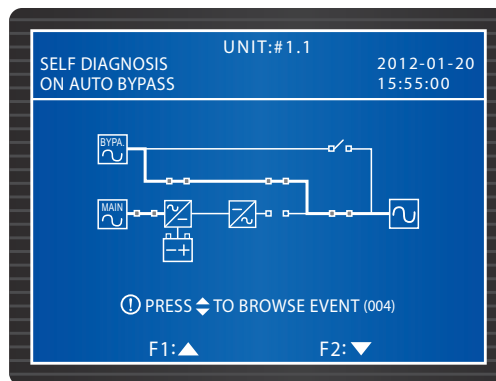 UNIT:#1.1
SELF DIAGNOSIS
2012-01-20
ON AUTO BYPASS
15:55:00
BYPA.
MAIN
PRESS TO BROWSE EVENT (004)
F1: F2: